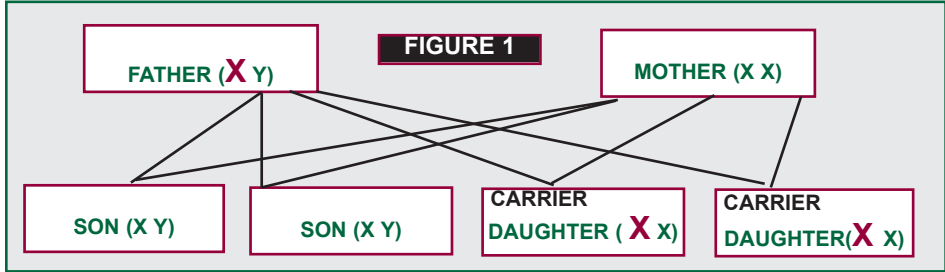 FIGURE 1
FATHER (X Y)
MOTHER (X X)
SON (X Y)
SON (X Y)
CARRIER
DAUGHTER ( X X)
CARRIER
DAUGHTER(X X)